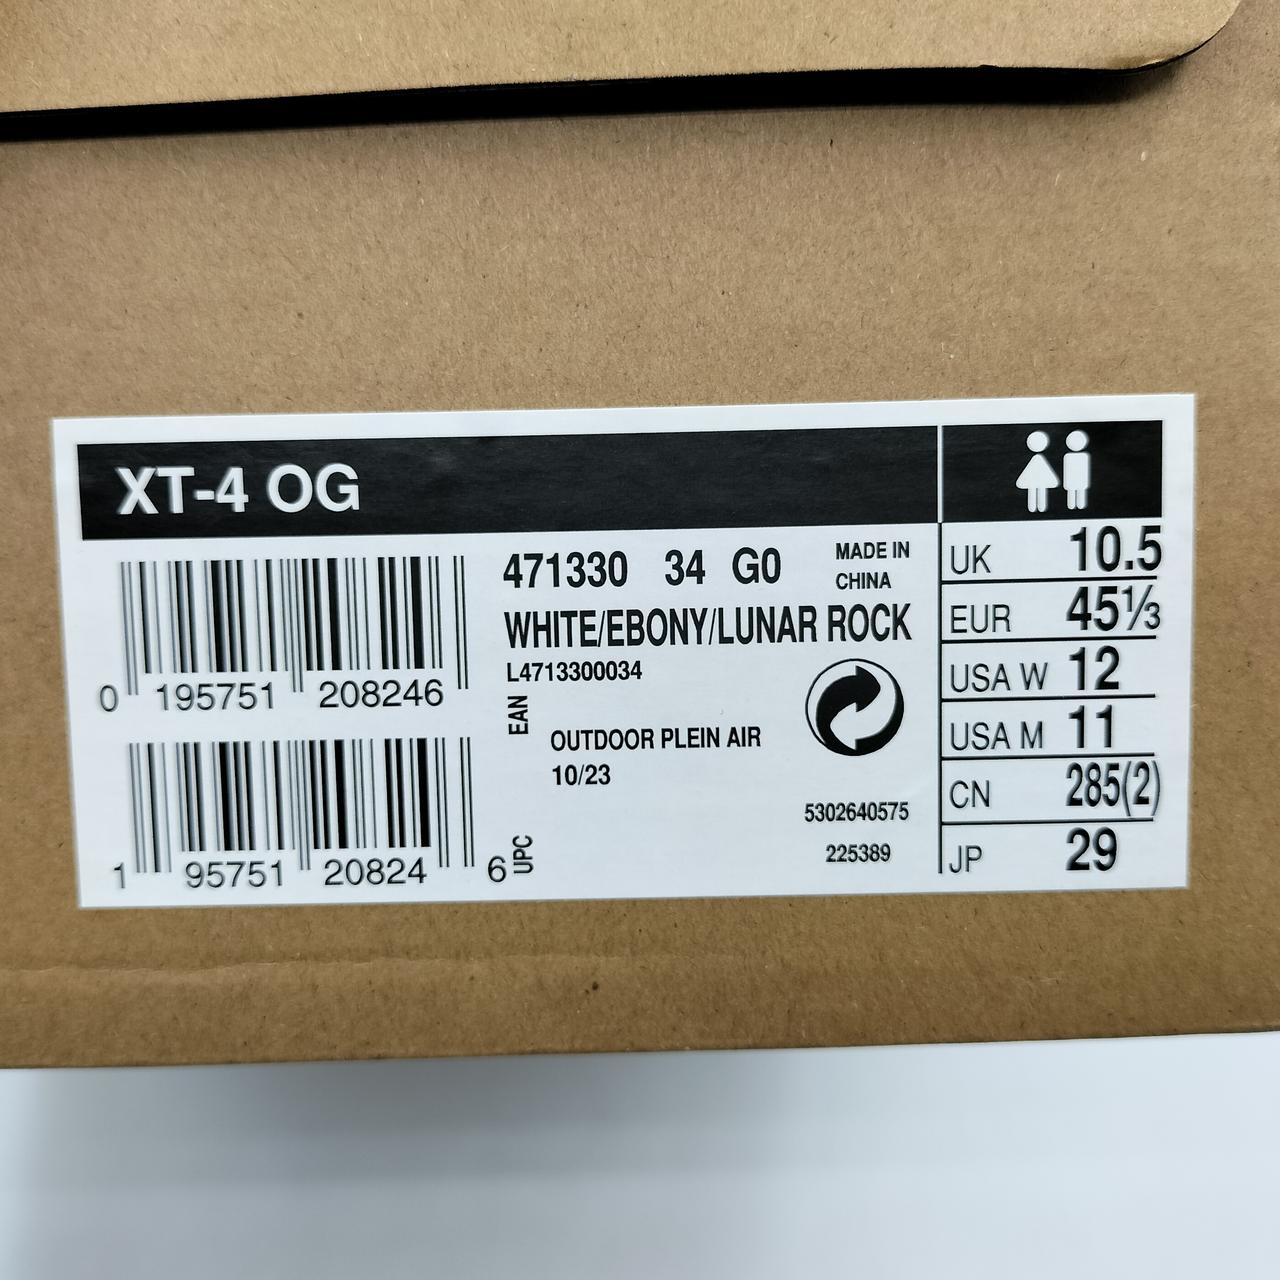 XT-4 OG
0 195751 208246
EAN
1 95751 20824 6
UPC
471330 34 G0
MADE IN
CHINA
WHITE/EBONY/LUNAR ROCK
L4713300034
OUTDOOR PLEIN AIR
10/23
5302640575
225389
UK 10.5
EUR 45⅓
USA W 12
USA M 11
CN 285(2)
JP 29